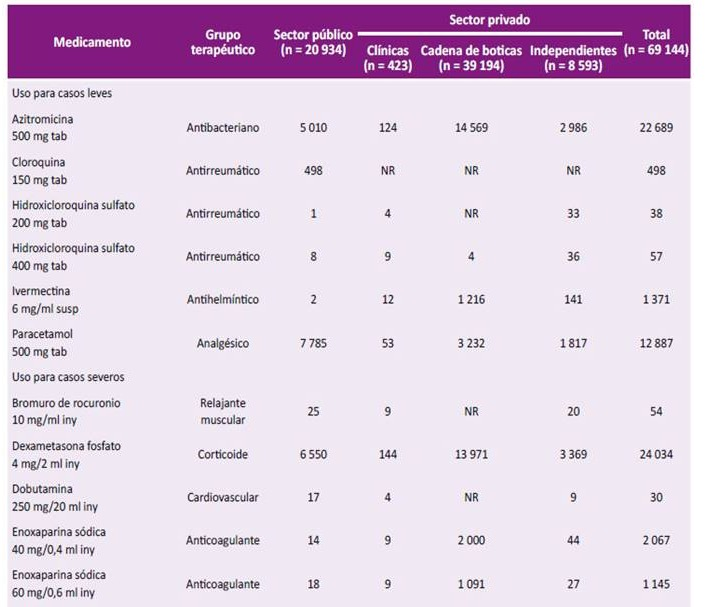 Medicamento Grupo terapéutico Sector público (n = 20 934) Sector privado Total (n = 69 144)
Clínicas (n = 423) Cadena de boticas (n = 39 194) Independientes (n = 8 593)
Uso para casos leves
Azitromicina
500 mg tab Antibacteriano 5 010 124 14 569 2 986 22 689
Cloroquina
150 mg tab Antirreumático 498 NR NR NR 498
Hidroxicloroquina sulfato
200 mg tab Antirreumático 1 4 NR 33 38
Hidroxicloroquina sulfato
400 mg tab Antirreumático 8 9 4 36 57
Ivermectina
6 mg/ml susp Antihelmíntico 2 12 1 216 141 1 371
Paracetamol
500 mg tab Analgésico 7 785 53 3 232 1 817 12 887
Uso para casos severos
Bromuro de rocuronio
10 mg/ml iny Relajante muscular 25 9 NR 20 54
Dexametasona fosfato
4 mg/2 ml iny Corticoide 6 550 144 13 971 3 369 24 034
Dobutamina
250 mg/20 ml iny Cardiovascular 17 4 NR 9 30
Enoxaparina sódica
40 mg/0,4 ml iny Anticoagulante 14 9 2 000 44 2 067
Enoxaparina sódica
60 mg/0,6 ml iny Anticoagulante 18 9 1 091 27 1 145